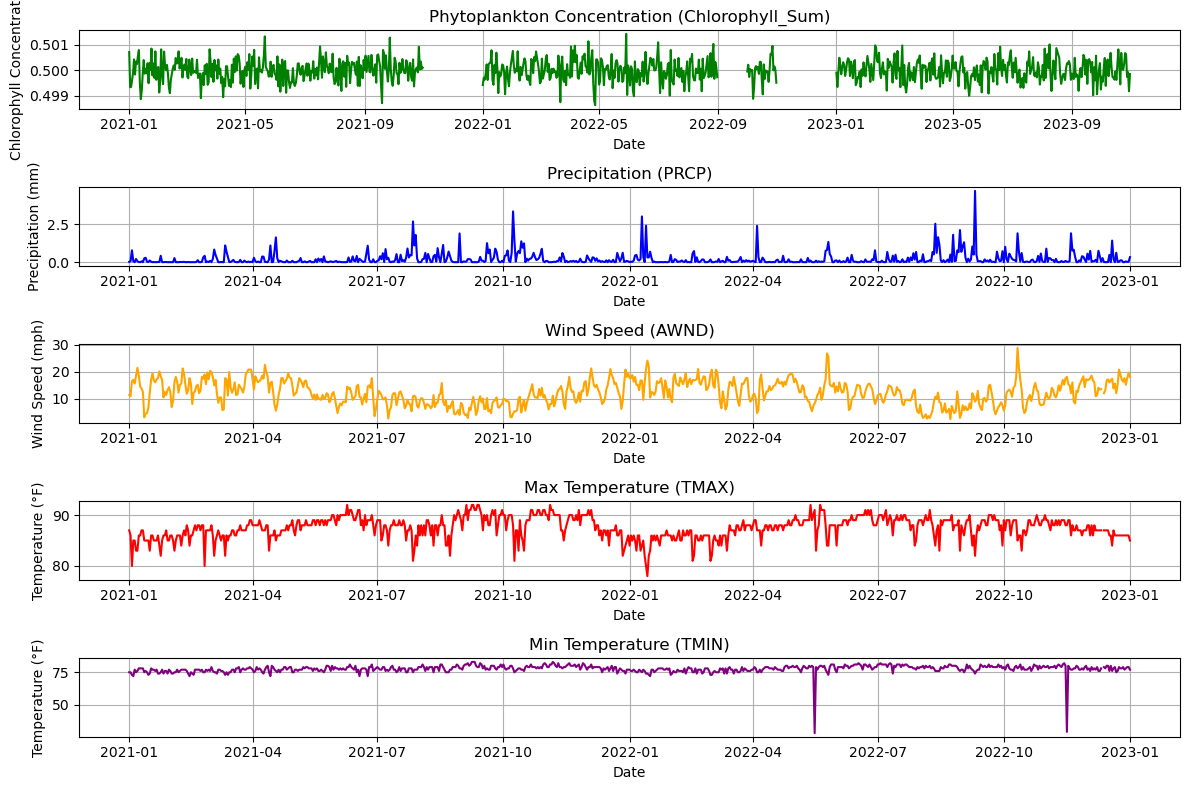 Phytoplankton Concentration (Chlorophyll_Sum)
Chlorophyll
0.501
0.500
0.499
2021-01 2021-05 2021-09 2022-01 2022-05 2022-09 2023-01 2023-05 2023-09
Date
Precipitation (PRCP)
Precipitation (mm)
2.5
0.0
2021-01 2021-04 2021-07 2021-10 2022-01 2022-04 2022-07 2022-10 2023-01
Date
Wind Speed (AWND)
Wind Speed (mph)
30
20
10
2021-01 2021-04 2021-07 2021-10 2022-01 2022-04 2022-07 2022-10 2023-01
Date
Max Temperature (TMAX)
Temperature (°F)
90
80
2021-01 2021-04 2021-07 2021-10 2022-01 2022-04 2022-07 2022-10 2023-01
Date
Min Temperature (TMIN)
Temperature (°F)
75
50
2021-01 2021-04 2021-07 2021-10 2022-01 2022-04 2022-07 2022-10 2023-01
Date